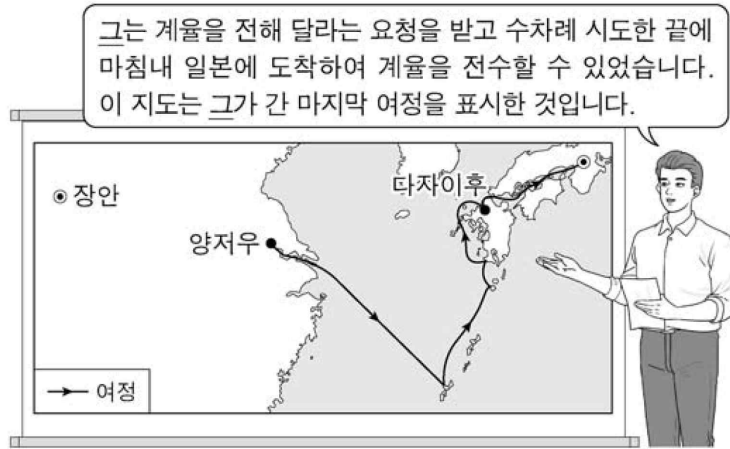 그는 계율을 전해 달라는 요청을 받고 수차례 시도한 끝에
마침내 일본에 도착하여 계율을 전수할 수 있었습니다.
이 지도는 그가 간 마지막 여정을 표시한 것입니다.
다자이후
장안
양저우
여정